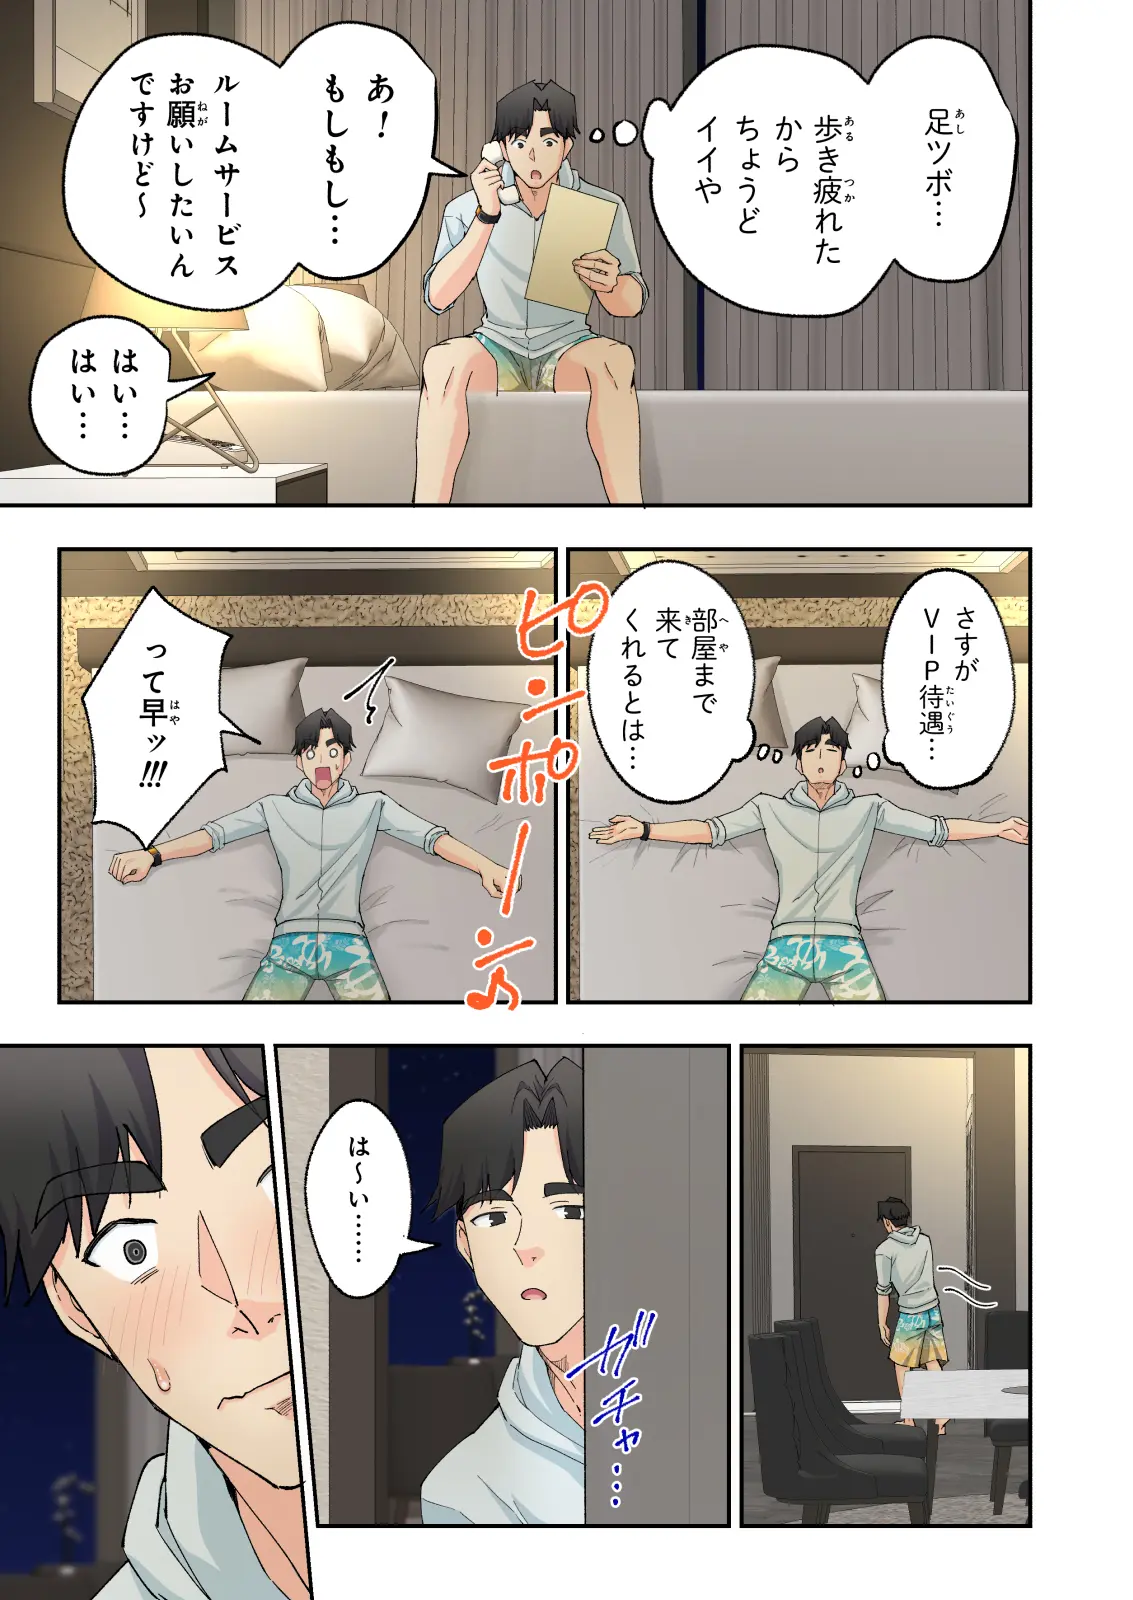 足ツボ…
歩き疲れた
から
ちょうど
イイや
あ！
もしもし…
ルームサービス
お願いしたいん
ですけど～
はい…
はい…
さすが
VIP待遇…
部屋まで
来て
くれるとは…
ピンポーン♪
って早ッ!!!
ガチャ…
は～い……